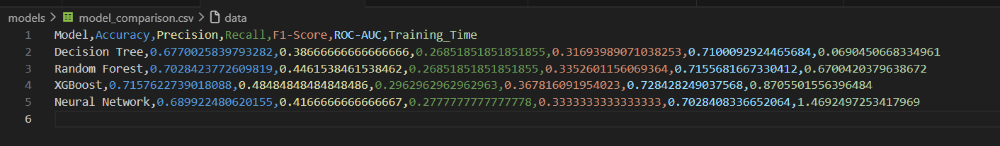 models > model_comparison.csv > data
1 Model,Accuracy,Precision,Recall,F1-Score,ROC-AUC,Training_Time
2 Decision Tree,0.6770025839793282,0.38666666666666666,0.26851851851851855,0.31693989071038253,0.7100092924465684,0.0690450668334961
3 Random Forest,0.7028423772609819,0.4461538461538462,0.26851851851851855,0.3352601156069364,0.7155681667330412,0.6700420379638672
4 XGBoost,0.7157622739018088,0.48484848484848486,0.2962962962962963,0.367816091954023,0.728428249037568,0.8705501556396484
5 Neural Network,0.689922480620155,0.4166666666666667,0.2777777777777778,0.3333333333333333,0.7028408336652064,1.4692497253417969
6